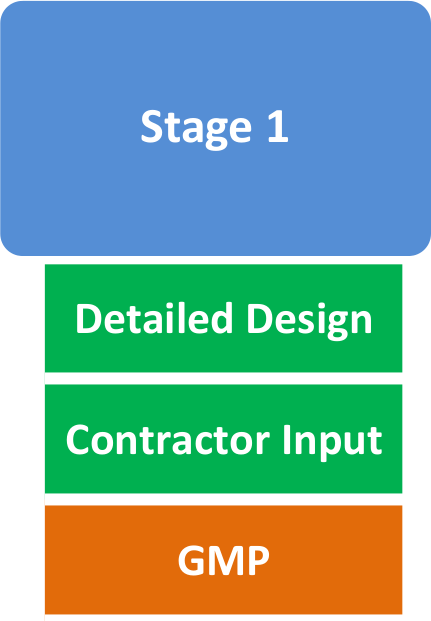 Stage 1
Detailed Design
Contractor Input
GMP